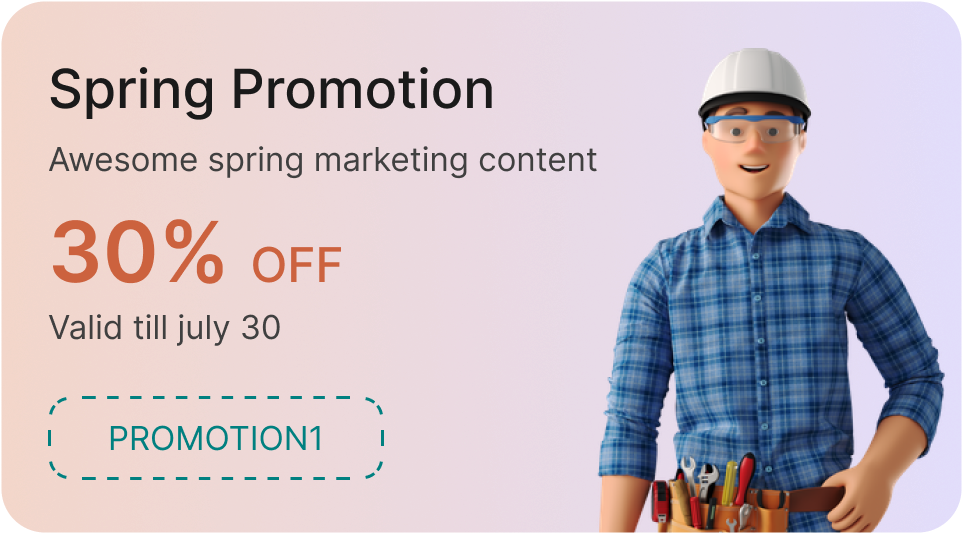 Spring Promotion
Awesome spring marketing content
30% OFF
Valid till july 30
PROMOTION1